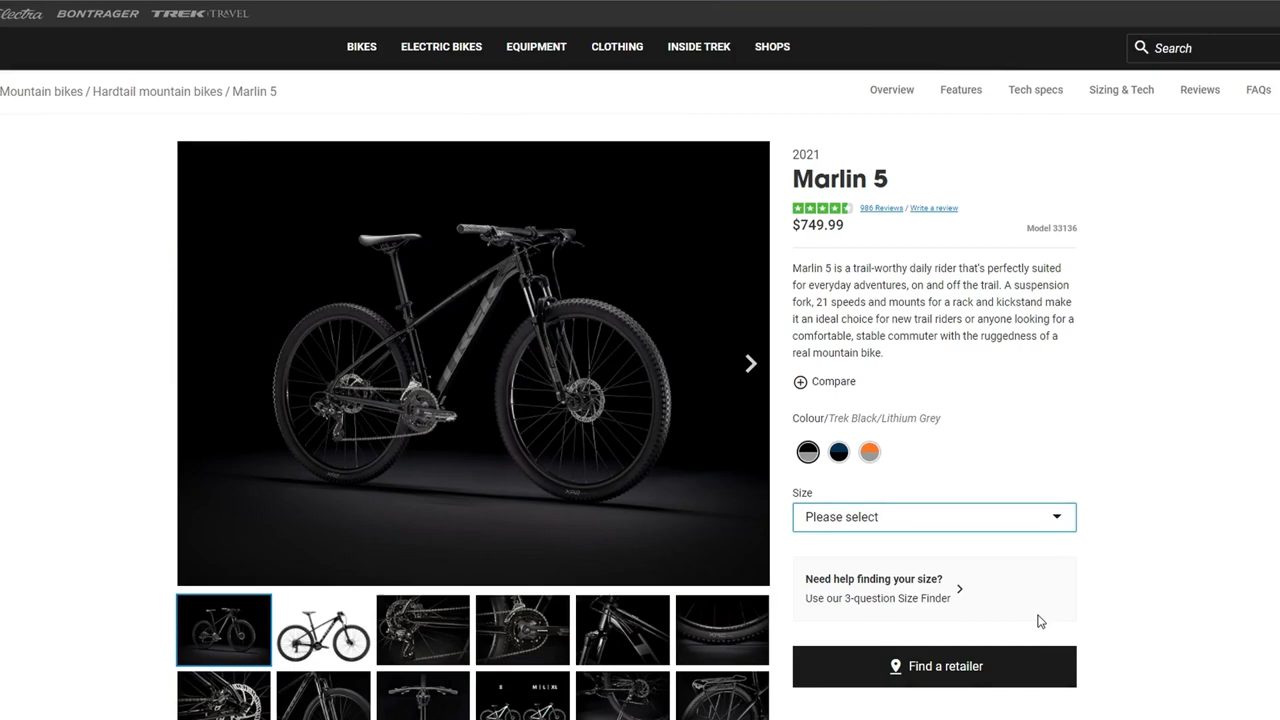 Electra BONTRAGER TREK TRAVEL
BIKES ELECTRIC BIKES EQUIPMENT CLOTHING INSIDE TREK SHOPS
Search
Mountain bikes / Hardtail mountain bikes / Marlin 5
Overview Features Tech specs Sizing & Tech Reviews FAQs
TREK
2021
Marlin 5
986 Reviews / Write a review
$749.99
Model 33136
Marlin 5 is a trail-worthy daily rider that's perfectly suited
for everyday adventures, on and off the trail. A suspension
fork, 21 speeds and mounts for a rack and kickstand make
it an ideal choice for new trail riders or anyone looking for a
comfortable, stable commuter with the ruggedness of a
real mountain bike.
Compare
Colour/Trek Black/Lithium Grey
Size
Please select
Need help finding your size?
Use our 3-question Size Finder
Find a retailer
S M | L | XL